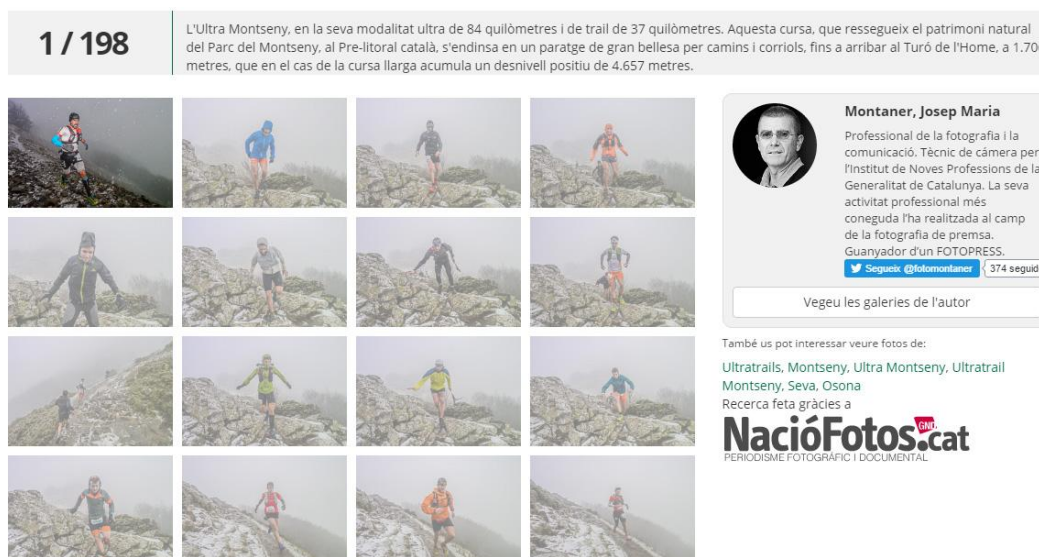 1 / 198
L'Ultra Montseny, en la seva modalitat ultra de 84 quilòmetres i de trail de 37 quilòmetres. Aquesta cursa, que ressegueix el patrimoni natural
del Parc del Montseny, al Pre-litoral català, s'endinsa en un paratge de gran bellesa per camins i corriols, fins a arribar al Turó de l'Home, a 1.70
metres, que en el cas de la cursa llarga acumula un desnivell positiu de 4.657 metres.
Montaner, Josep Maria
Professional de la fotografia i la
comunicació. Tècnic de cámera per
l'Institut de Noves Professions de la
Generalitat de Catalunya. La seva
activitat professional més
coneguda l'ha realitzada al camp
de la fotografia de premsa.
Guanyador d'un FOTOPRESS.
Segueix @fotomontaner
374 seguid
Vegeu les galeries de l'autor
També us pot interessar veure fotos de:
Ultratrails, Montseny, Ultra Montseny, Ultratrail
Montseny, Seva, Osona
Recerca feta gràcies a
NacióFotos.cat
GND
PERIODISME FOTOGRÀFIC I DOCUMENTAL